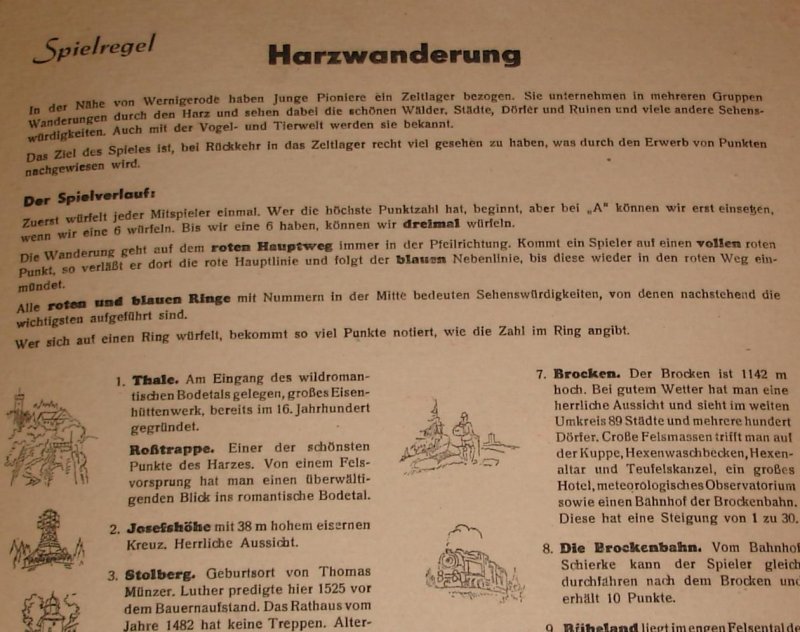 Spielregel
Harzwanderung
In der Nähe von Wernigerode haben Junge Pioniere ein Zeltlager bezogen. Sie unternehmen in mehreren Gruppen
Wanderungen durch den Harz und sehen dabei die schönen Wälder, Städte, Dörfer und Ruinen und viele andere Sehens-
würdigkeiten. Auch mit der Vogel- und Tierwelt werden sie bekannt.
Das Ziel des Spieles ist, bei Rückkehr in das Zeltlager recht viel gesehen zu haben, was durch den Erwerb von Punkten
nachgewiesen wird.
Der Spielverlauf:
Zuerst würfelt jeder Mitspieler einmal. Wer die höchste Punktzahl hat, beginnt, aber bei „A“ können wir erst einsetzen,
wenn wir eine 6 würfeln. Bis wir eine 6 haben, können wir dreimal würfeln.
Die Wanderung geht auf dem roten Hauptweg immer in der Pfeilrichtung. Kommt ein Spieler auf einen vollen roten
Punkt, so verläßt er dort die rote Hauptlinie und folgt der blauen Nebenlinie, bis diese wieder in den roten Weg ein-
mündet.
Alle roten und blauen Ringe mit Nummern in der Mitte bedeuten Sehenswürdigkeiten, von denen nachstehend die
wichtigsten aufgeführt sind.
Wer sich auf einen Ring würfelt, bekommt so viel Punkte notiert, wie die Zahl im Ring angibt.
1. Thale. Am Eingang des wildroman-
tischen Bodetals gelegen, großes Eisen-
hüttenwerk, bereits im 16. Jahrhundert
gegründet.
Roßtrappe. Einer der schönsten
Punkte des Harzes. Von einem Fels-
vorsprung hat man einen überwälti-
genden Blick ins romantische Bodetal.
2. Josefshöhe mit 38 m hohem eisernen
Kreuz. Herrliche Aussicht.
3. Stolberg. Geburtsort von Thomas
Münzer. Luther predigte hier 1525 vor
dem Bauernaufstand. Das Rathaus vom
Jahre 1482 hat keine Treppen. Alter-
7. Brocken. Der Brocken ist 1142 m
hoch. Bei gutem Wetter hat man eine
herrliche Aussicht und sieht im weiten
Umkreis 89 Städte und mehrere hundert
Dörfer. Große Felsmassen trifft man auf
der Kuppe, Hexenwaschbecken, Hexen-
altar und Teufelskanzel, ein großes
Hotel, meteorologisches Observatorium
sowie einen Bahnhof der Brockenbahn.
Diese hat eine Steigung von 1 zu 30.
8. Die Brockenbahn. Vom Bahnhof
Schierke kann der Spieler gleich
durchfahren nach dem Brocken und
erhält 10 Punkte.
9. Rübeland liegt im engen Felsental de